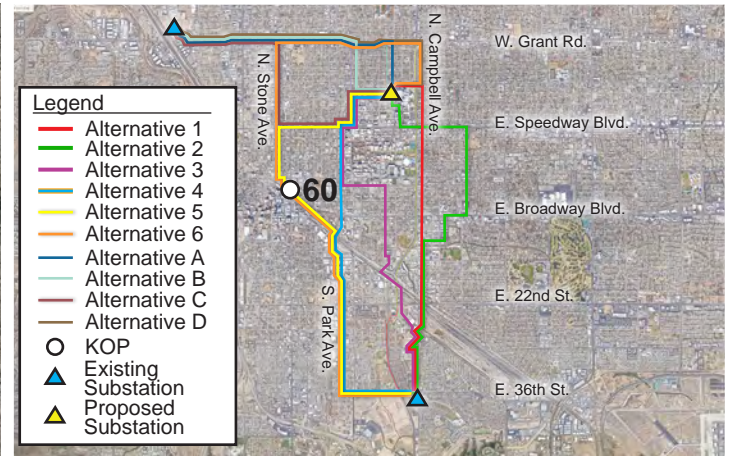 W. Grant Rd.
N. Campbell Ave.
N. Stone Ave.
Legend
Alternative 1
Alternative 2
Alternative 3
Alternative 4
Alternative 5
Alternative 6
Alternative A
Alternative B
Alternative C
Alternative D
KOP
Existing
Substation
Proposed
Substation
E. Speedway Blvd.
60
E. Broadway Blvd.
E. 22nd St.
S. Park Ave.
E. 36th St.